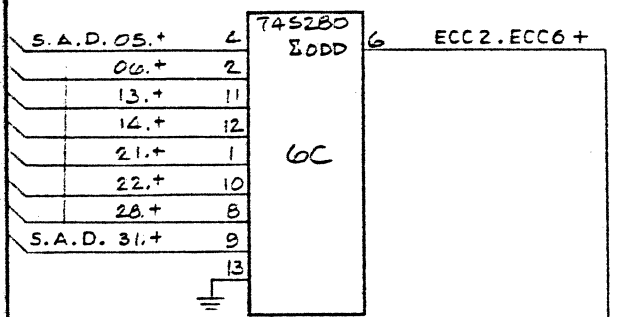 74S280
S.A.D. 05.+ 4 ΣODD 6 ECC2.ECC6+
06.+ 2
13.+ 11
14.+ 12
21.+ 1 6C
22.+ 10
28.+ 8
S.A.D. 31.+ 9
13